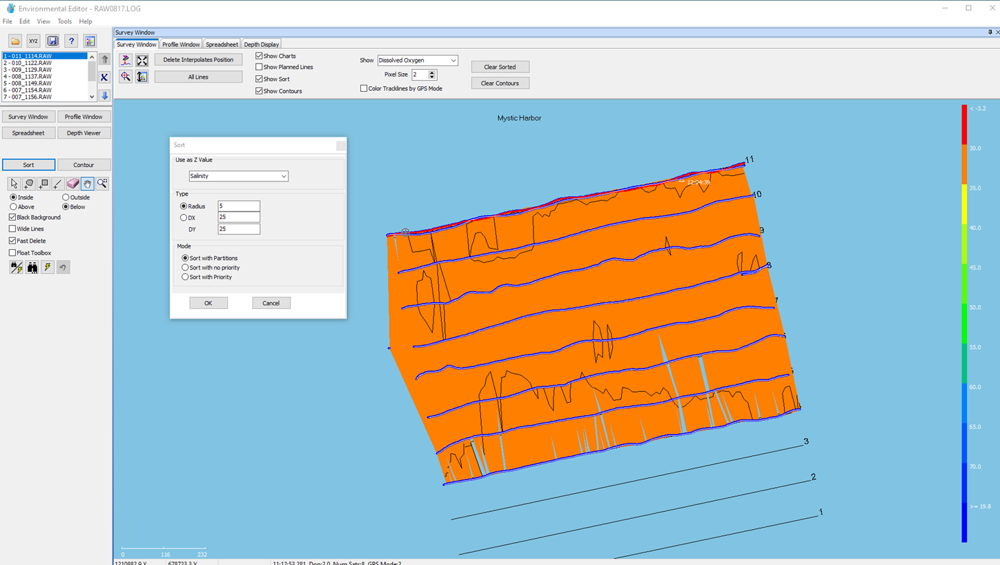 Environmental Editor - RAW0817.LOG
File Edit View Tools Help
Survey Window
Survey Window Profile Window Spreadsheet Depth Display
XYZ ?
1 - 011_1114.RAW
2 - 010_1122.RAW
3 - 009_1129.RAW
4 - 008_1137.RAW
5 - 008_1149.RAW
6 - 007_1154.RAW
7 - 007_1156.RAW
X
Survey Window Profile Window
Spreadsheet Depth Viewer
Sort Contour
Inside Outside
Above Below
Black Background
Wide Lines
Fast Delete
Float Toolbox
Delete Interpolates Position
All Lines
Show Charts
Show Planned Lines
Show Sort
Show Contours
Show Dissolved Oxygen
Pixel Size 2
Color Tracklines by GPS Mode
Clear Sorted
Clear Contours
Mystic Harbor
Sort
Use as Z Value
Salinity
Type
Radius 5
DX 25
DY 25
Mode
Sort with Partitions
Sort with no priority
Sort with Priority
OK Cancel
11
12:04:39
10
9
8
7
3
2
1
< -3.2
30.0
35.0
40.0
45.0
50.0
55.0
60.0
65.0
70.0
>= 19.8
0 116 232
1210882.9 X 678723.3 Y 11:12:53.281, Dop:2.0, Num Sats:8, GPS Mode:2